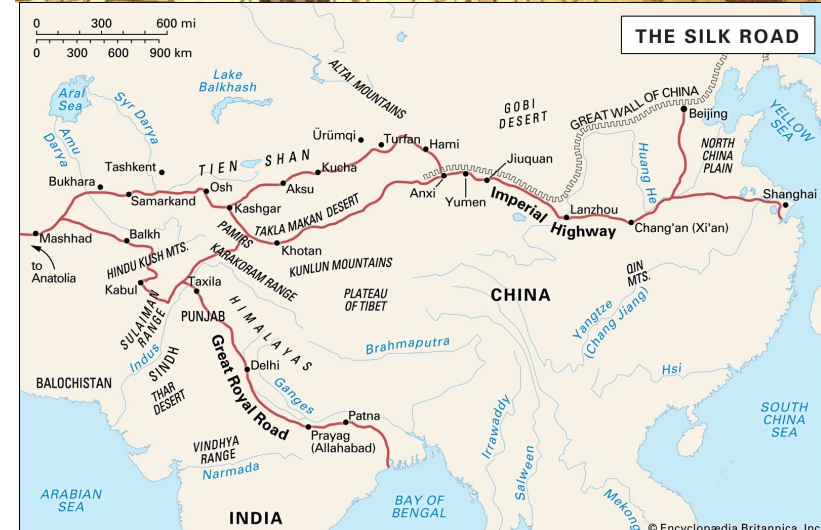 THE SILK ROAD
0 300 600 mi
0 300 600 900 km
Aral
Sea
Syr Darya
Amu
Darya
Lake
Balkhash
ALTAI MOUNTAINS
GOBI
DESERT
GREAT WALL OF CHINA
Beijing
YELLOW
SEA
NORTH
CHINA
PLAIN
Huang He
Ürümqi
Turfan
Hami
Jiuquan
Tashkent
TIEN SHAN
Kucha
Bukhara
Samarkand
Osh
Aksu
Anxi
Yumen
Imperial Highway
Lanzhou
Shanghai
Chang'an (Xi'an)
Kashgar
TAKLA MAKAN DESERT
PAMIRS
Khotan
Mashhad
Balkh
to
Anatolia
HINDU KUSH MTS.
KARAKORAM RANGE
KUNLUN MOUNTAINS
Kabul
Taxila
PLATEAU
OF TIBET
CHINA
QIN
MTS.
Yangtze
(Chang Jiang)
SULAIMAN
RANGE
PUNJAB
HIMALAYAS
Indus
SINDH
Great Royal Road
Brahmaputra
Delhi
Hsi
BALOCHISTAN
THAR
DESERT
Ganges
Patna
Prayag
(Allahabad)
SOUTH
CHINA
SEA
VINDHYA
RANGE
Narmada
Irrawaddy
Salween
Mekong
ARABIAN
SEA
INDIA
BAY OF
BENGAL
© Encyclopædia Britannica, Inc